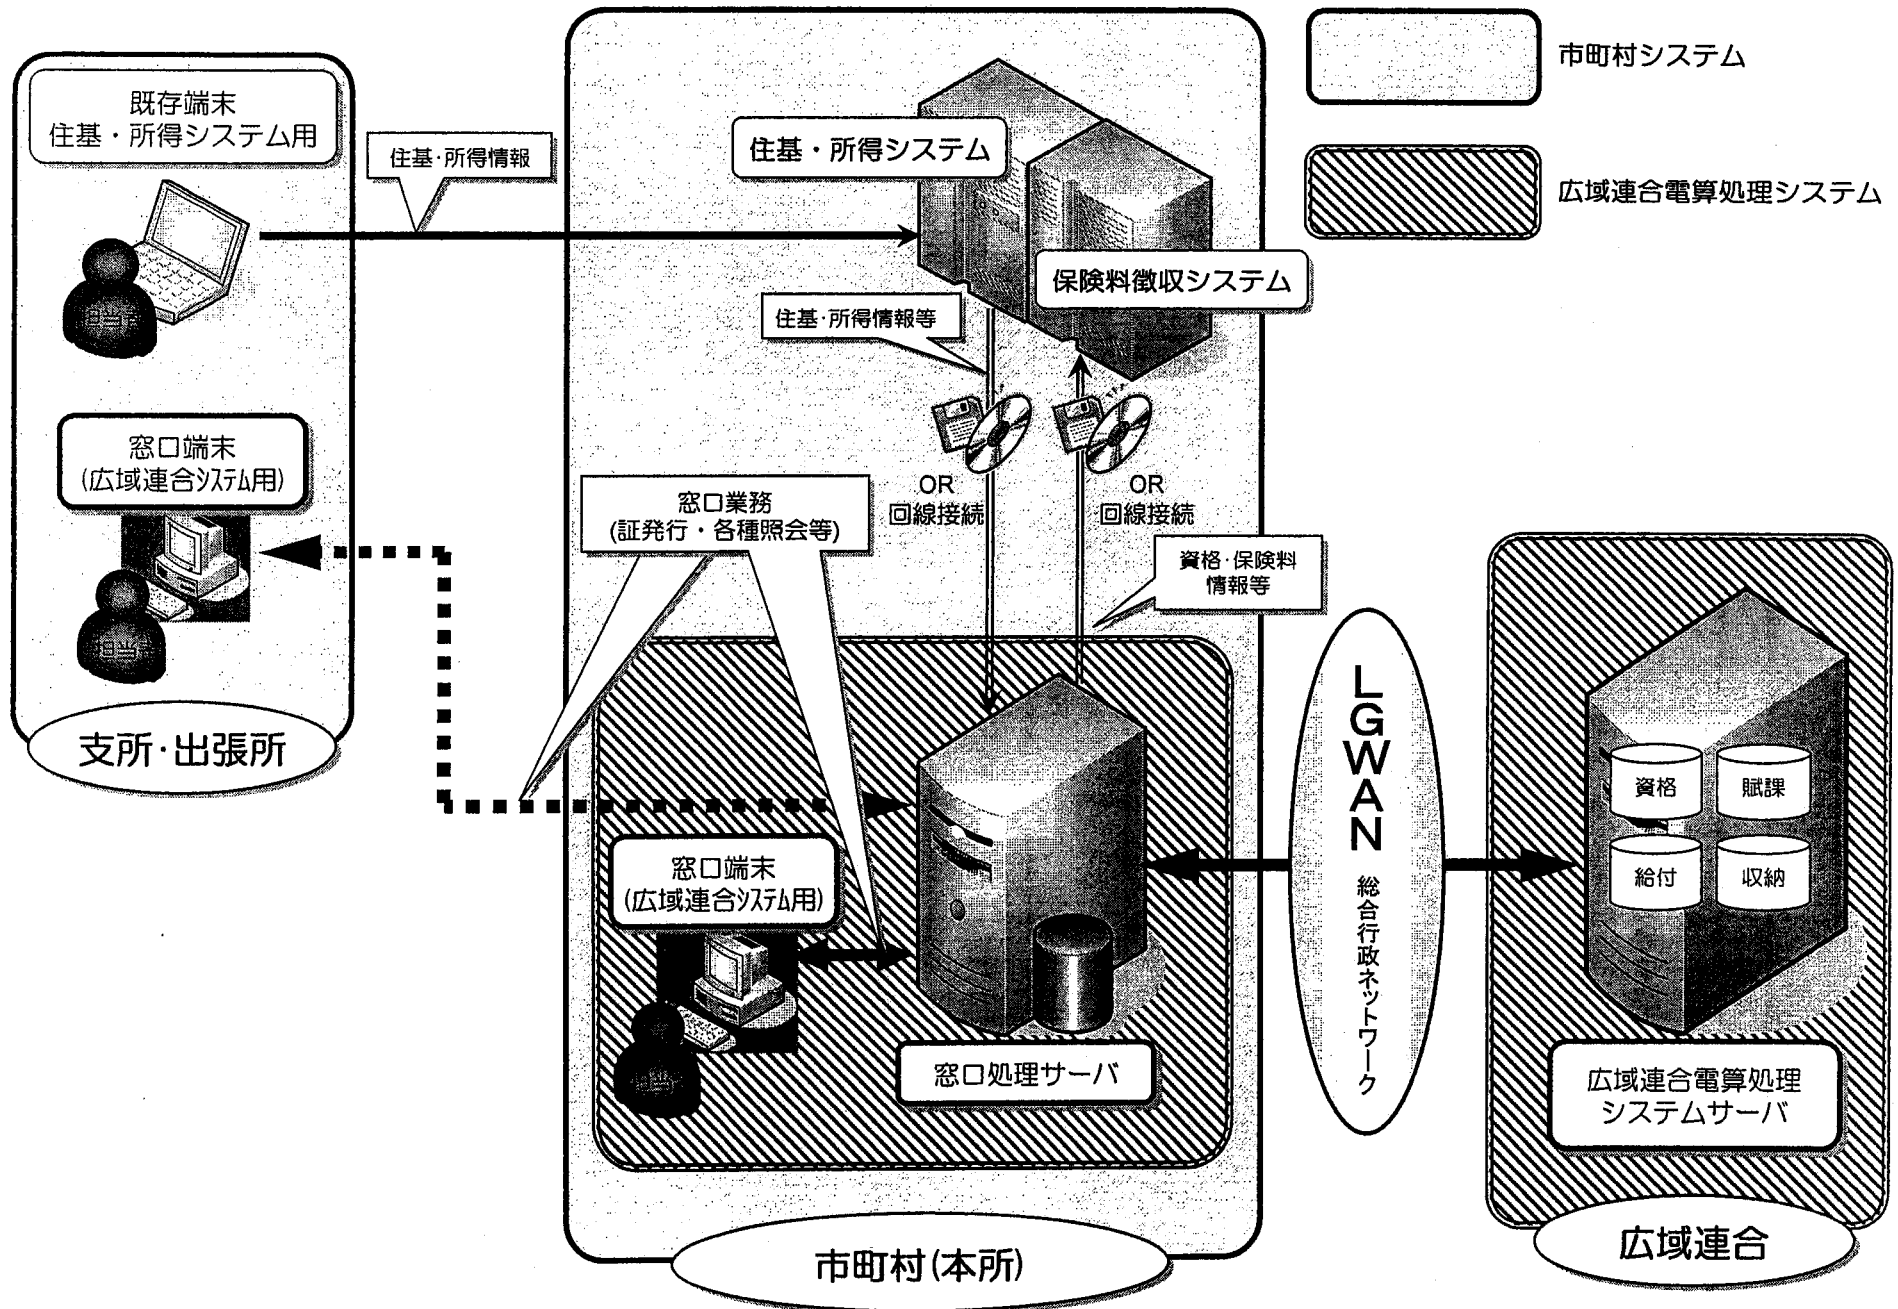 既存端末
住基・所得システム用
住基・所得情報
担当
窓口端末
(広域連合システム用)
担当
支所・出張所
住基・所得システム
保険料徴収システム
住基・所得情報等
OR
回線接続
OR
回線接続
窓口業務
(証発行・各種照会等)
資格・保険料
情報等
窓口端末
(広域連合システム用)
窓口処理サーバ
市町村(本所)
LGWAN 総合行政ネットワーク
資格
賦課
給付
収納
広域連合電算処理
システムサーバ
広域連合
市町村システム
広域連合電算処理システム